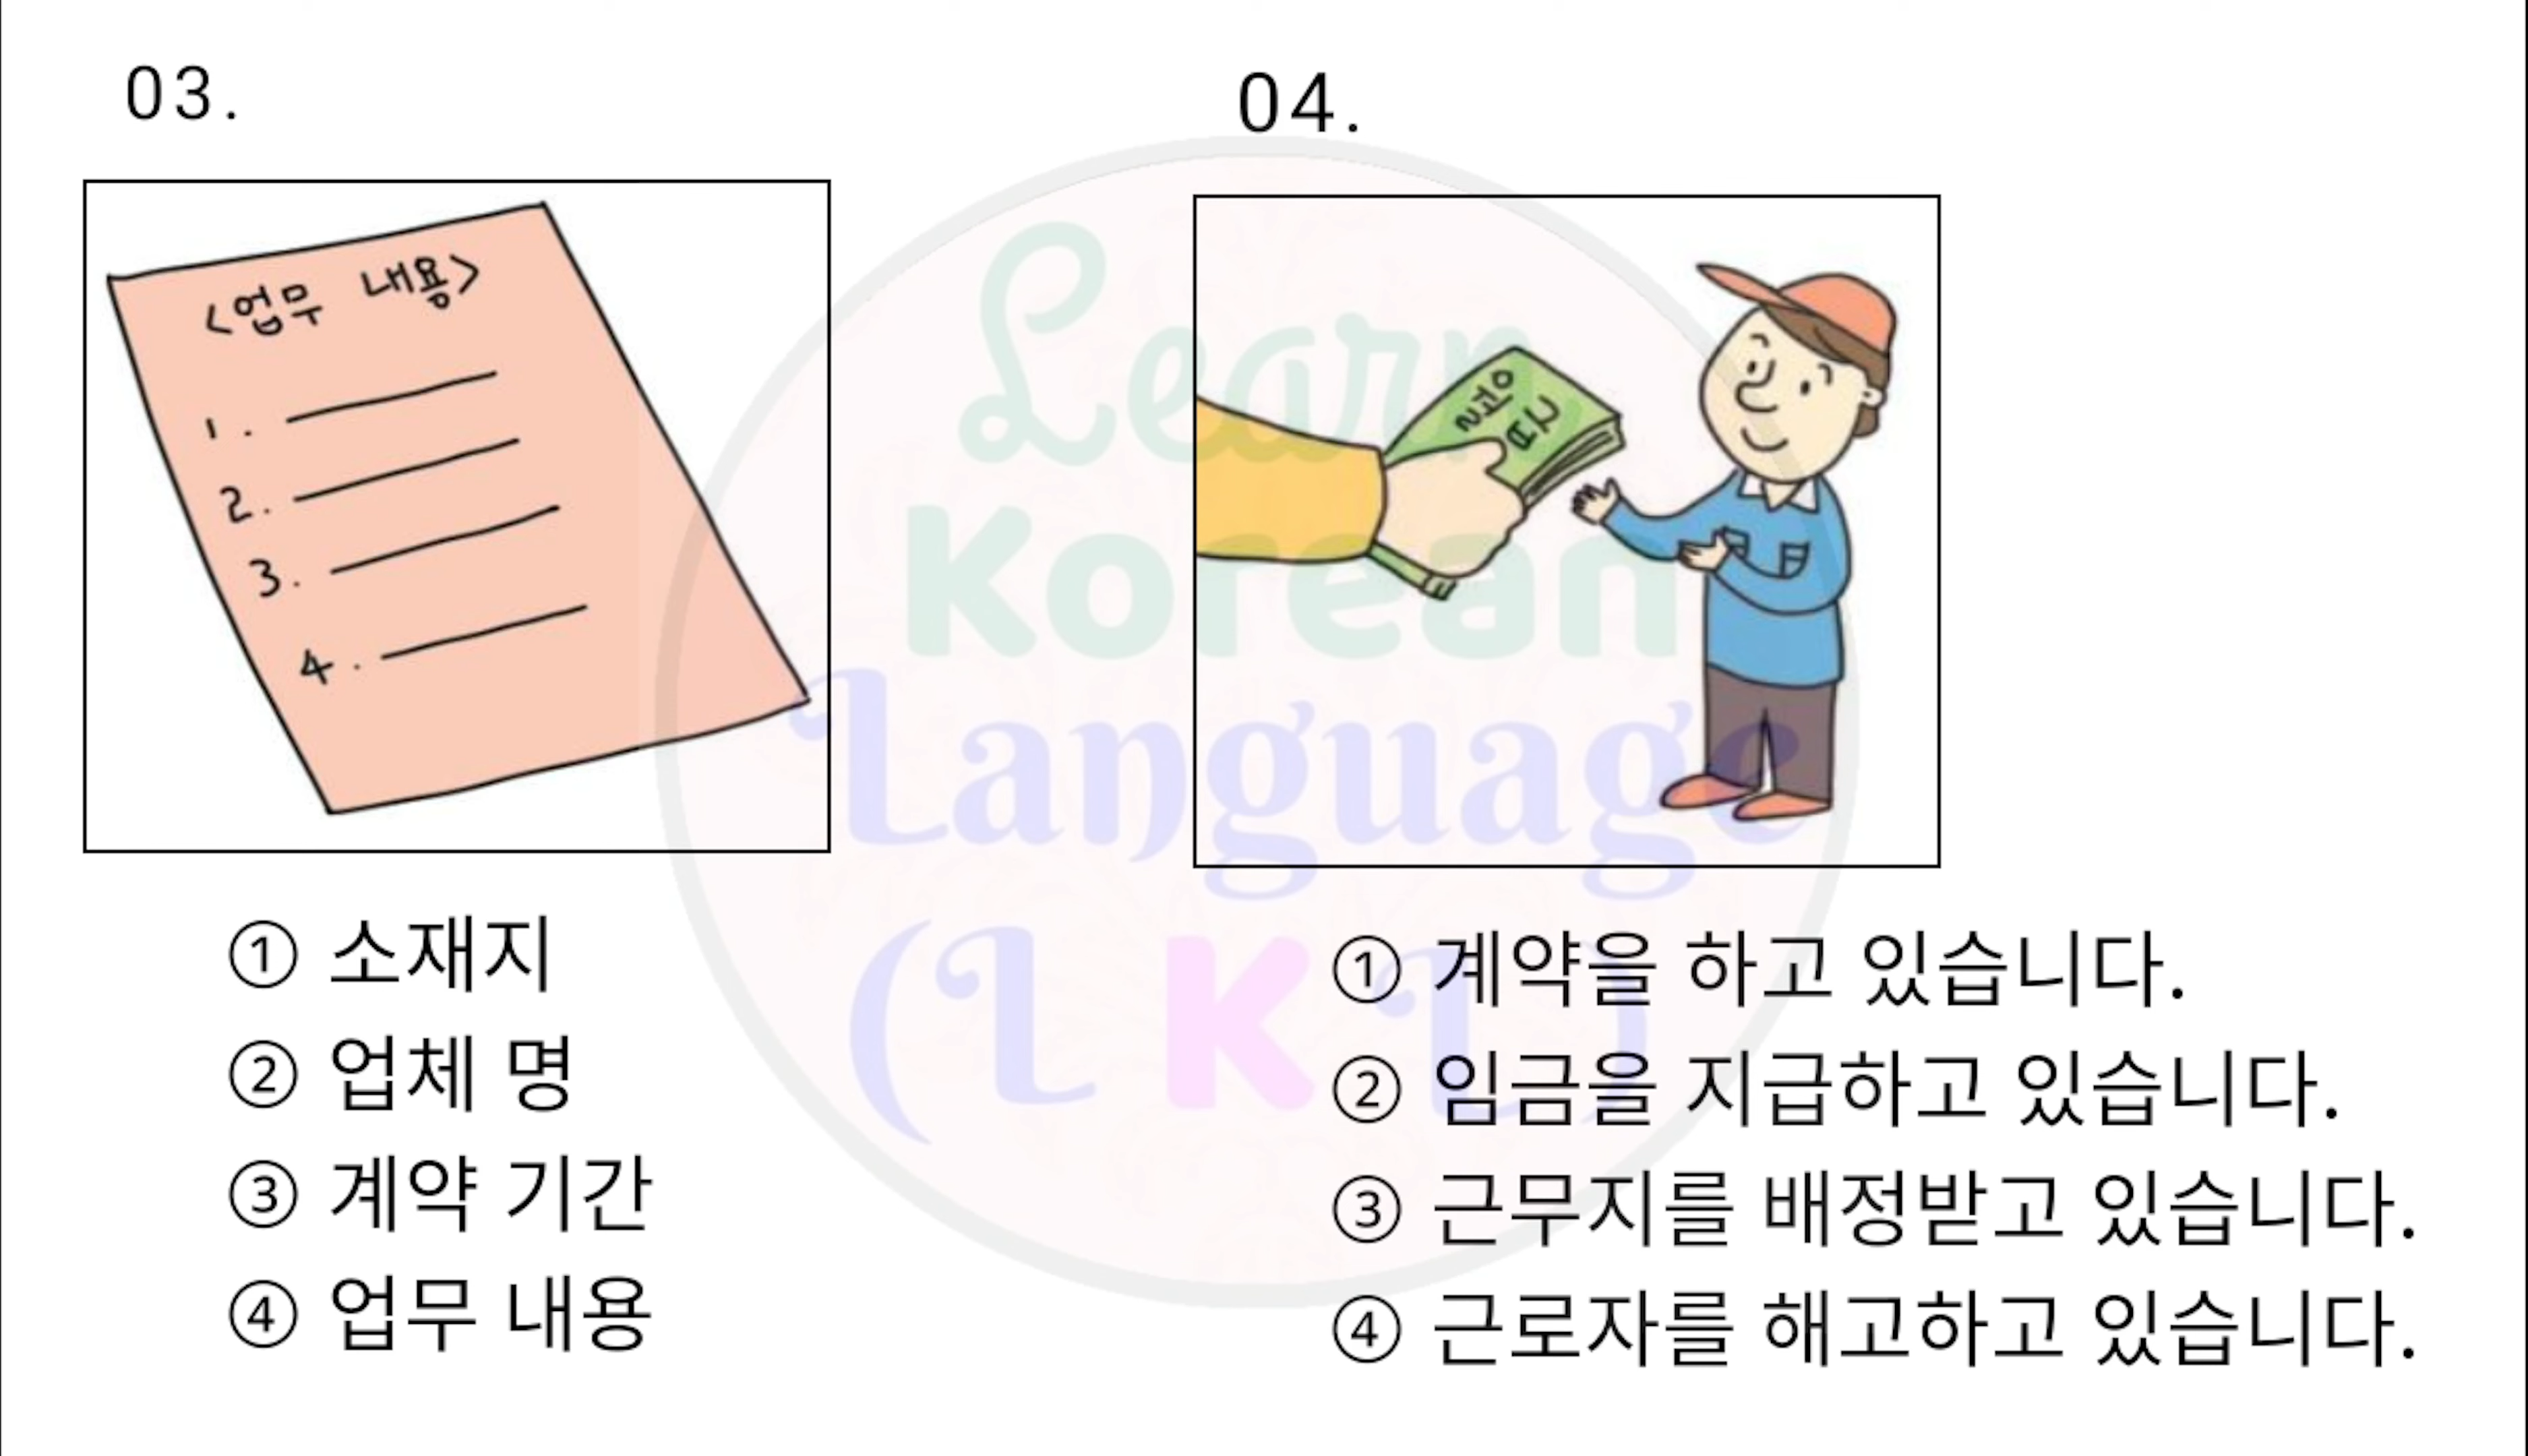 03.
<업무 내용>
1.
2.
3.
4.
① 소재지
② 업체 명
③ 계약 기간
④ 업무 내용
04.
월급
① 계약을 하고 있습니다.
② 임금을 지급하고 있습니다.
③ 근무지를 배정받고 있습니다.
④ 근로자를 해고하고 있습니다.
Learn
Korean
Language
(L K L)